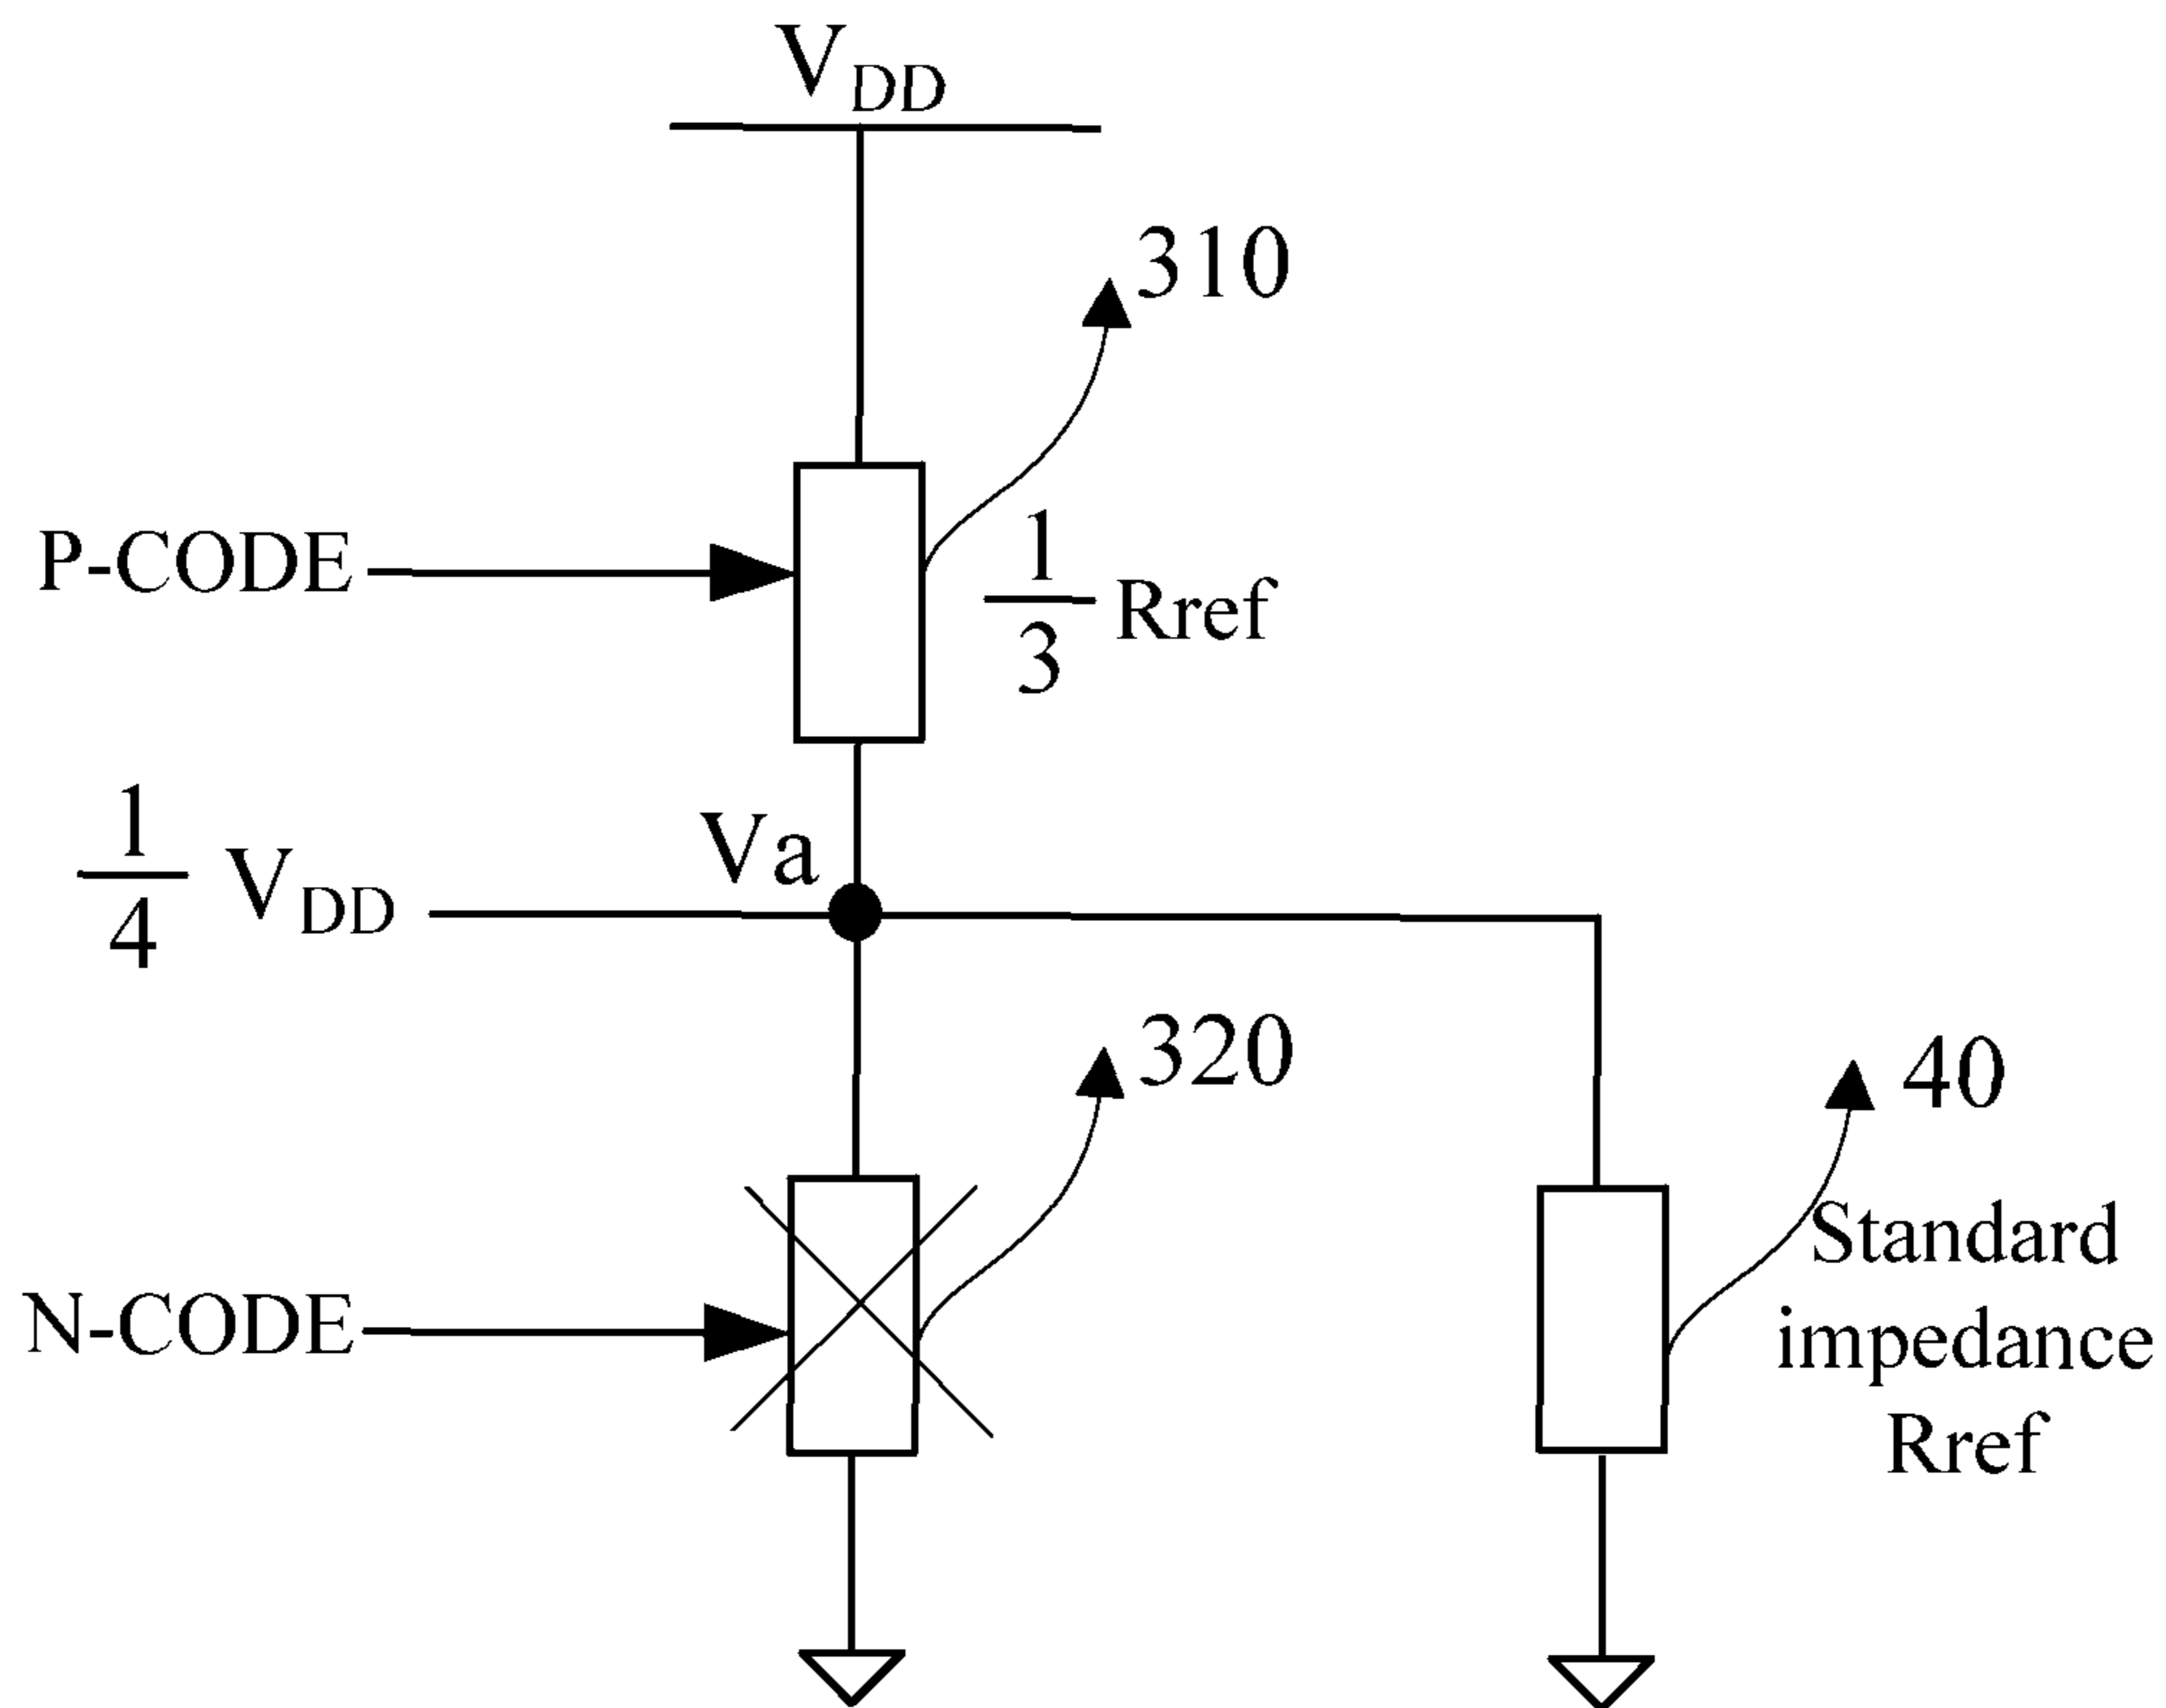 VDD
310
P-CODE
1
3
Rref
1
4
VDD
Va
320
40
Standard
impedance
Rref
N-CODE